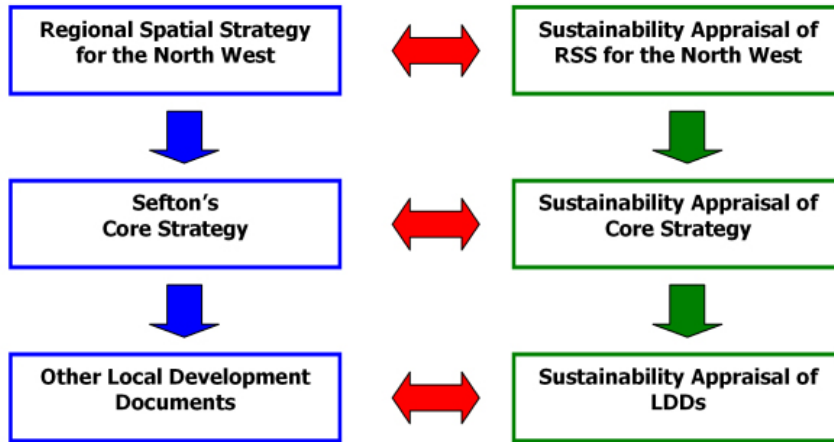 Regional Spatial Strategy
for the North West
Sustainability Appraisal of
RSS for the North West
Sefton's
Core Strategy
Sustainability Appraisal of
Core Strategy
Other Local Development
Documents
Sustainability Appraisal of
LDDs